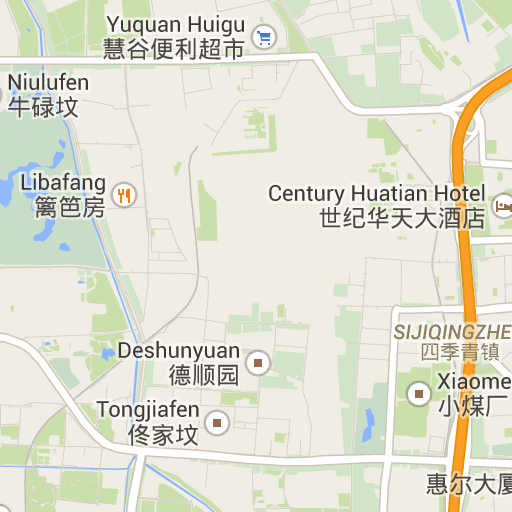 Yuquan Huigu
慧谷便利超市
Niulufen
牛碌坟
Libafang
篱笆房
Century Huatian Hotel
世纪华天大酒店
SIJIQINGZHE
四季青镇
Deshunyuan
德顺园
Xiaome
小煤厂
Tongjiafen
佟家坟
惠尔大厦